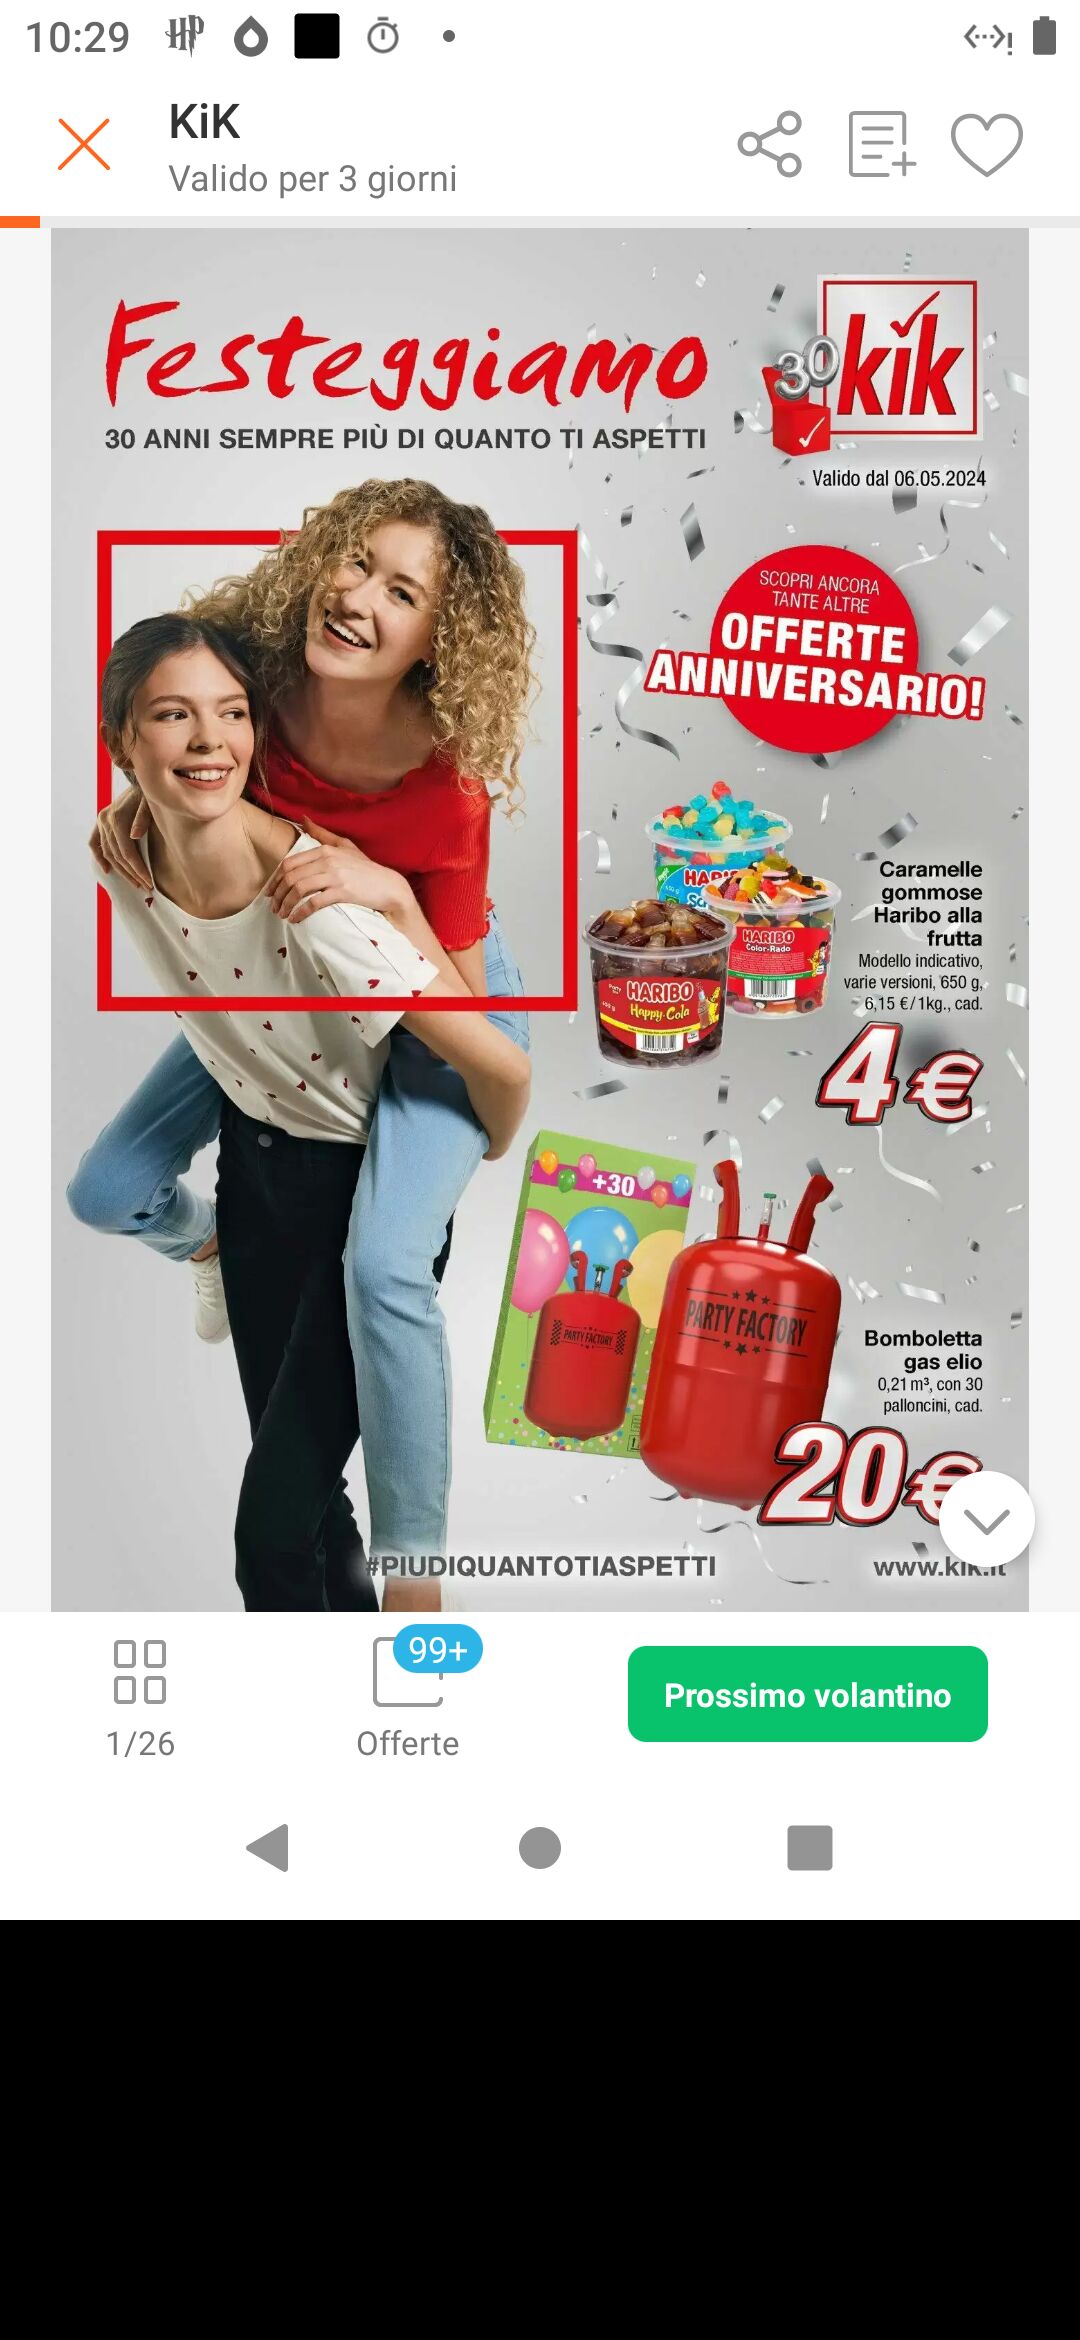 10:29
KiK
Valido per 3 giorni
Festeggiamo
30 ANNI SEMPRE PIÙ DI QUANTO TI ASPETTI
30
kik
Valido dal 06.05.2024
SCOPRI ANCORA
TANTE ALTRE
OFFERTE
ANNIVERSARIO!
HARIBO
Color-Rado
HARIBO
Happy-Cola
Caramelle
gommose
Haribo alla
frutta
Modello indicativo,
varie versioni, 650 g,
6,15 €/1kg., cad.
4€
+30
PARTY FACTORY
PARTY FACTORY
Bomboletta
gas elio
0,21 m³, con 30
palloncini, cad.
20€
#PIUDIQUANTOTIASPETTI
www.kik.it
1/26
99+
Offerte
Prossimo volantino